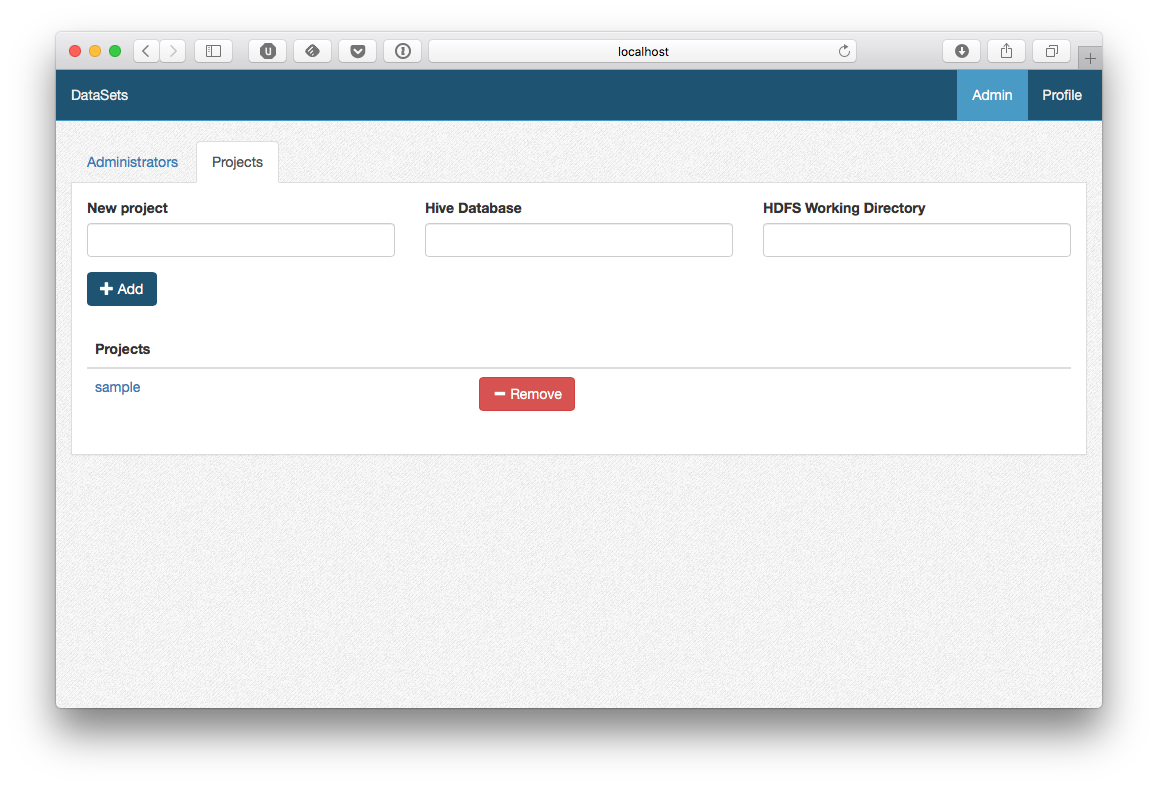 localhost
DataSets Admin Profile
Administrators Projects
New project Hive Database HDFS Working Directory
Add
Projects
sample Remove